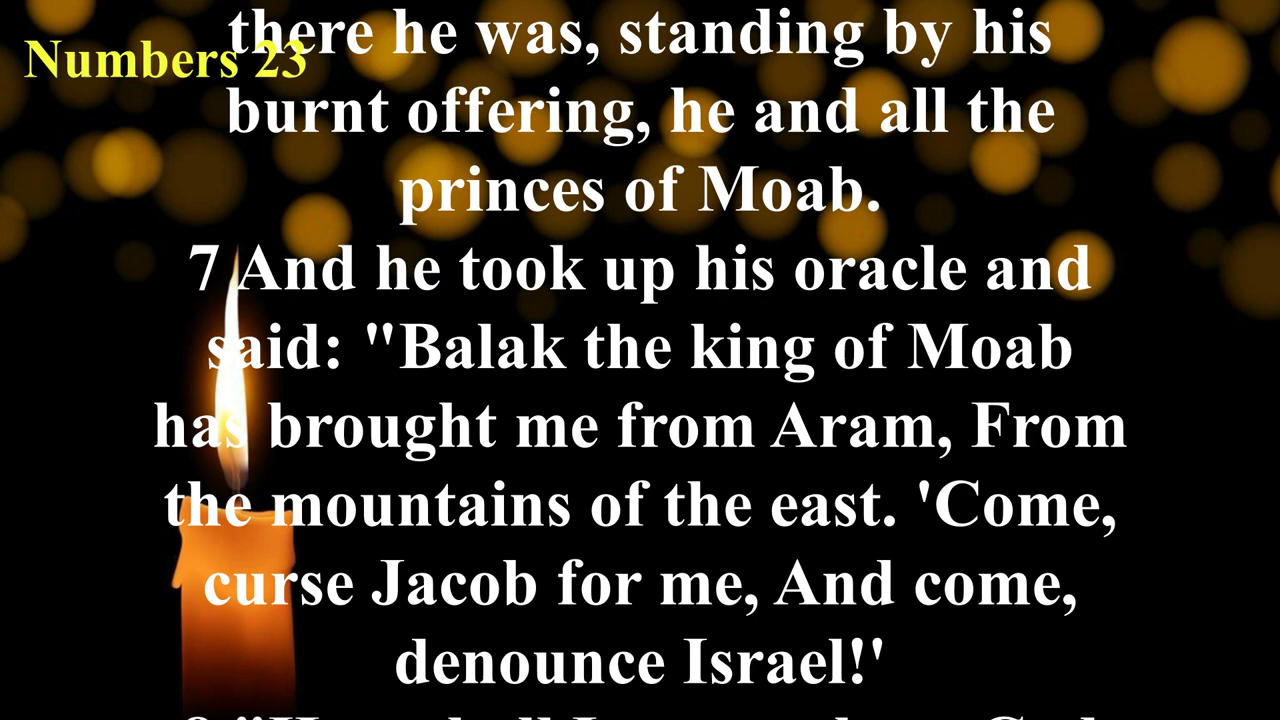 Numbers 23
there he was, standing by his
burnt offering, he and all the
princes of Moab.
7 And he took up his oracle and
said: "Balak the king of Moab
has brought me from Aram, From
the mountains of the east. 'Come,
curse Jacob for me, And come,
denounce Israel!'